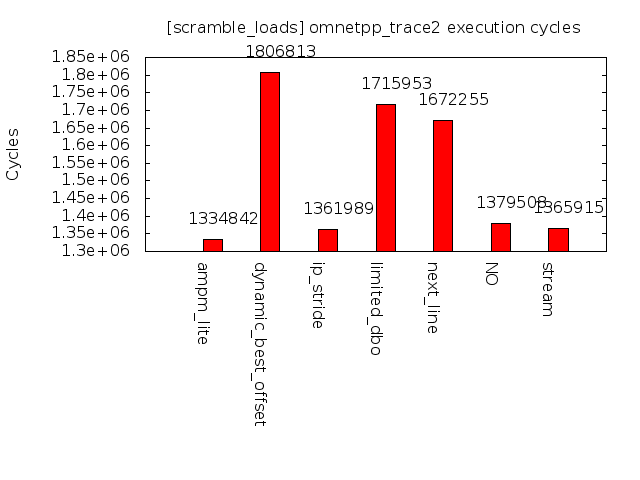 [scramble_loads] omnetpp_trace2 execution cycles
Cycles
1.85e+06
1.8e+06
1.75e+06
1.7e+06
1.65e+06
1.6e+06
1.55e+06
1.5e+06
1.45e+06
1.4e+06
1.35e+06
1.3e+06
1334842
1806813
1361989
1715953
1672255
1379508
1365915
ampm_lite
dynamic_best_offset
ip_stride
limited_dbo
next_line
NO
stream